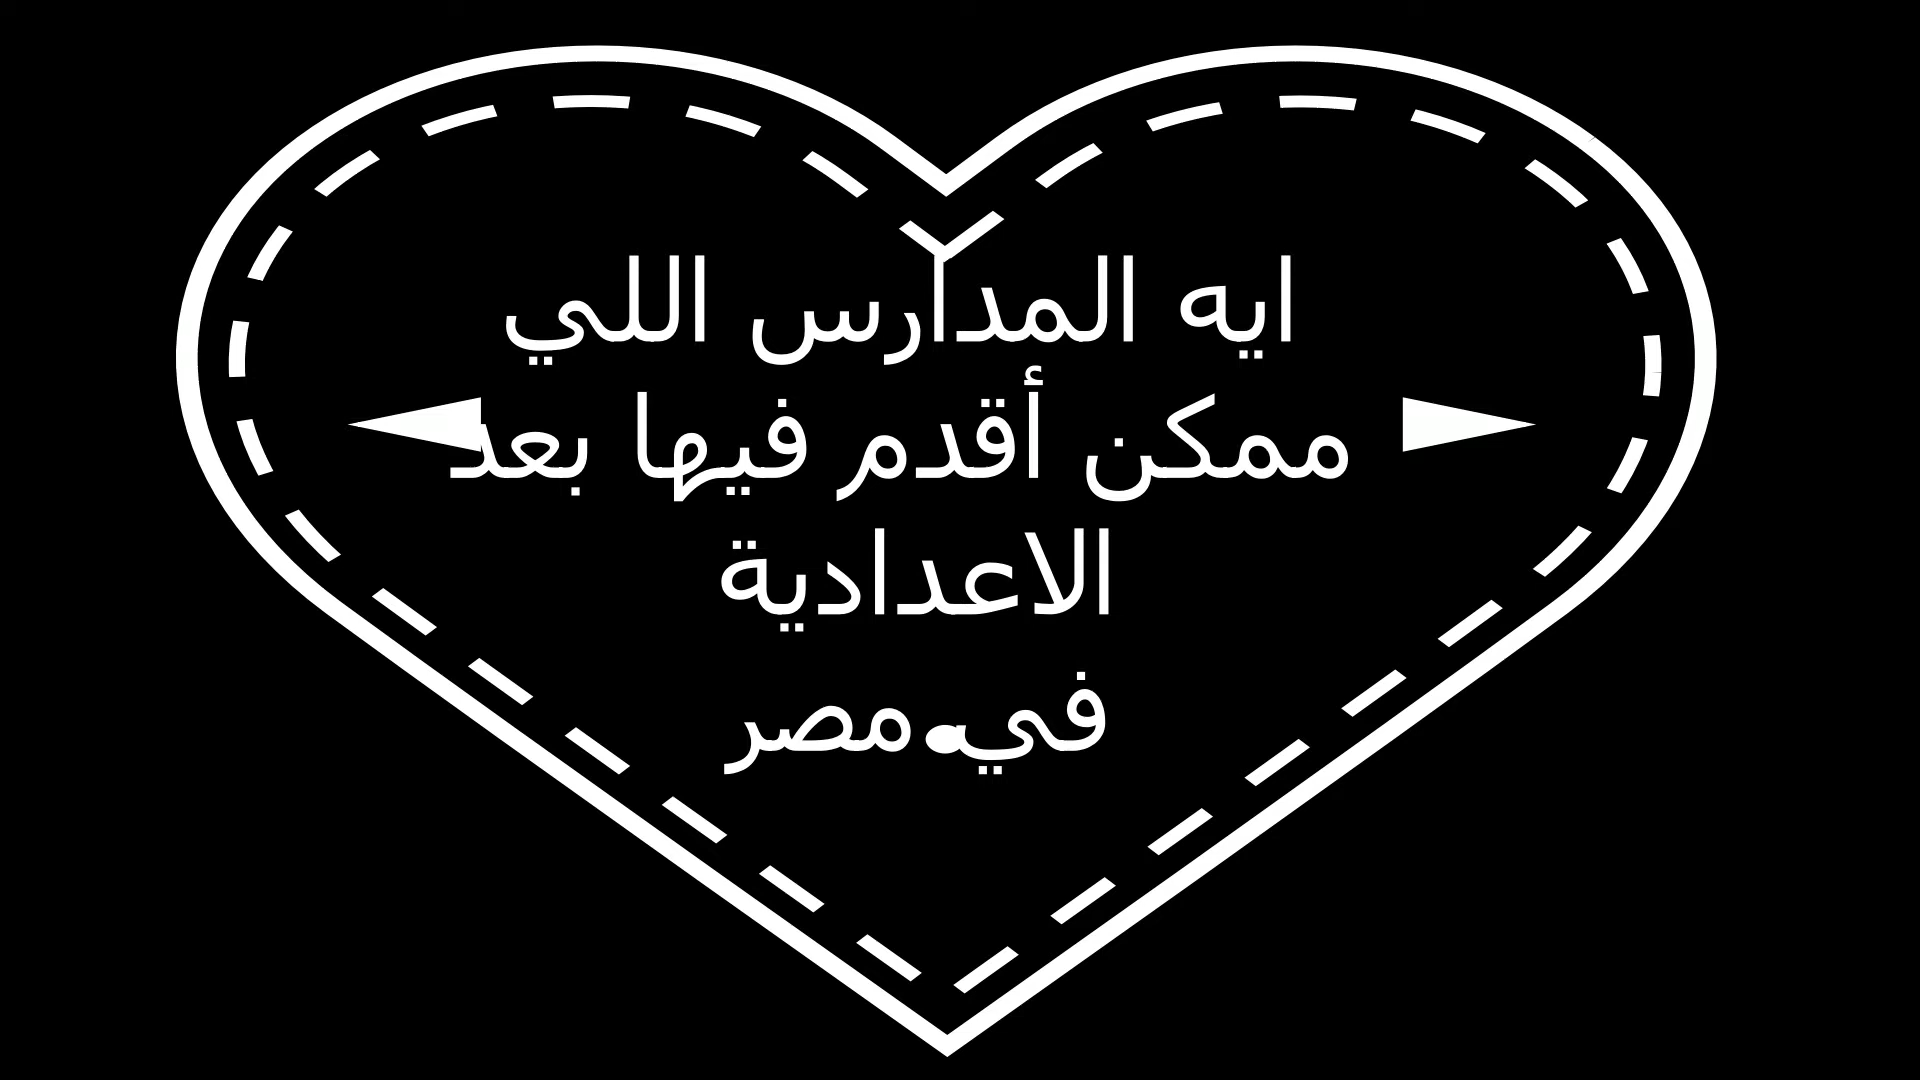 ايه المدارس اللي
ممكن أقدم فيها بعد
الاعدادية
في مصر